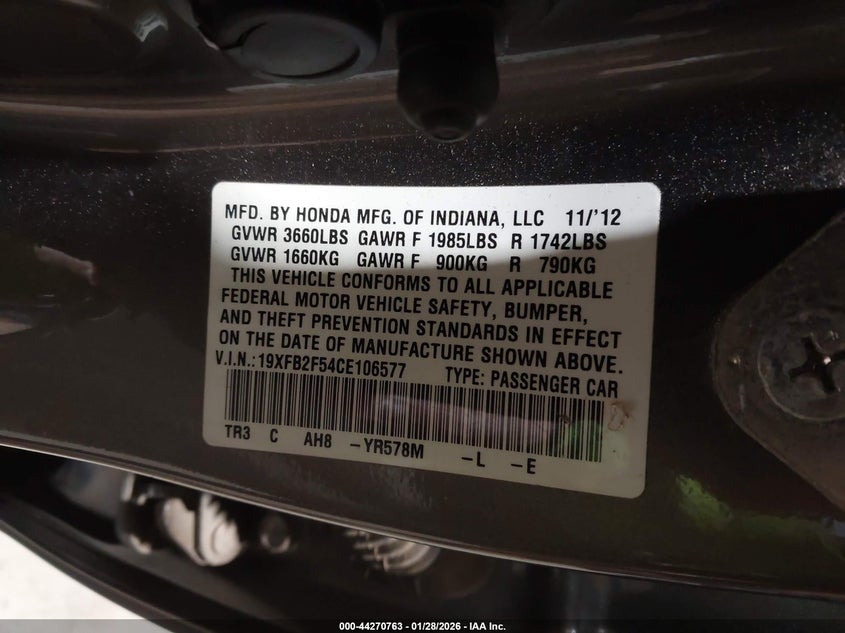 MFD. BY HONDA MFG. OF INDIANA, LLC 11/'12
GVWR 3660LBS GAWR F 1985LBS R 1742LBS
GVWR 1660KG GAWR F 900KG R 790KG
THIS VEHICLE CONFORMS TO ALL APPLICABLE
FEDERAL MOTOR VEHICLE SAFETY, BUMPER,
AND THEFT PREVENTION STANDARDS IN EFFECT
ON THE DATE OF MANUFACTURE SHOWN ABOVE.
V.I.N.:19XFB2F54CE106577 TYPE: PASSENGER CAR
TR3 C AH8 -YR578M -L -E
000-44270763 | 01/28/2026 - IAA Inc.